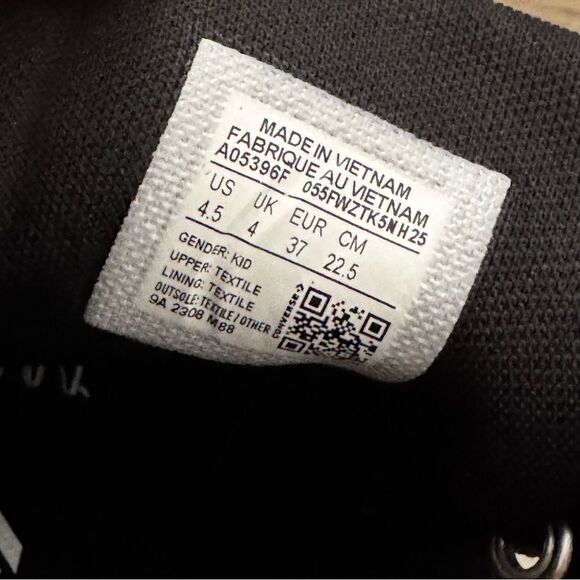 MADE IN VIETNAM
FABRIQUE AU VIETNAM
A05396F 055FWZTK5NH25
US UK EUR CM
4.5 4 37 22.5
GENDER: KID
UPPER: TEXTILE
LINING: TEXTILE
OUTSOLE: TEXTILE / OTHER
9A 2308 M88
CONVERSE